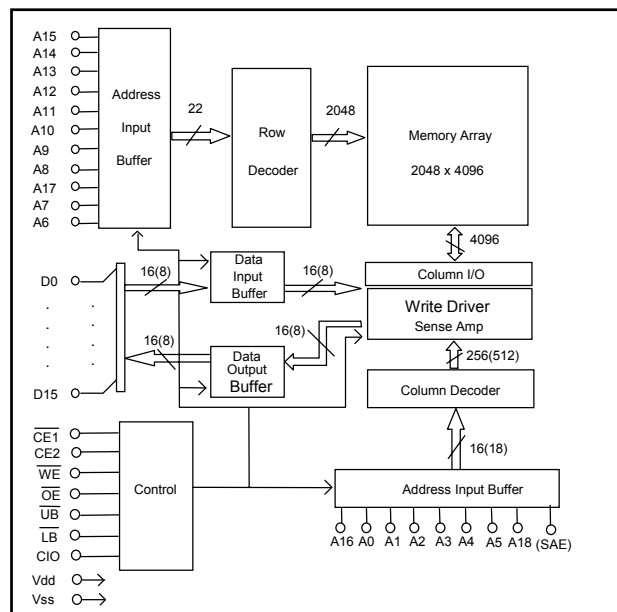 A15
A14
A13
A12
A11
A10
A9
A8
A17
A7
A6
Address
Input
Buffer
22
Row
Decoder
2048
Memory Array
2048 x 4096
4096
D0
.
.
.
.
D15
16(8)
Data
Input
Buffer
16(8)
Column I/O
Write Driver
Sense Amp
16(8)
Data
Output
Buffer
16(8)
256(512)
Column Decoder
16(18)
Address Input Buffer
A16 A0 A1 A2 A3 A4 A5 A18 (SAE)
CE1
CE2
WE
OE
UB
LB
CIO
Control
Vdd
Vss